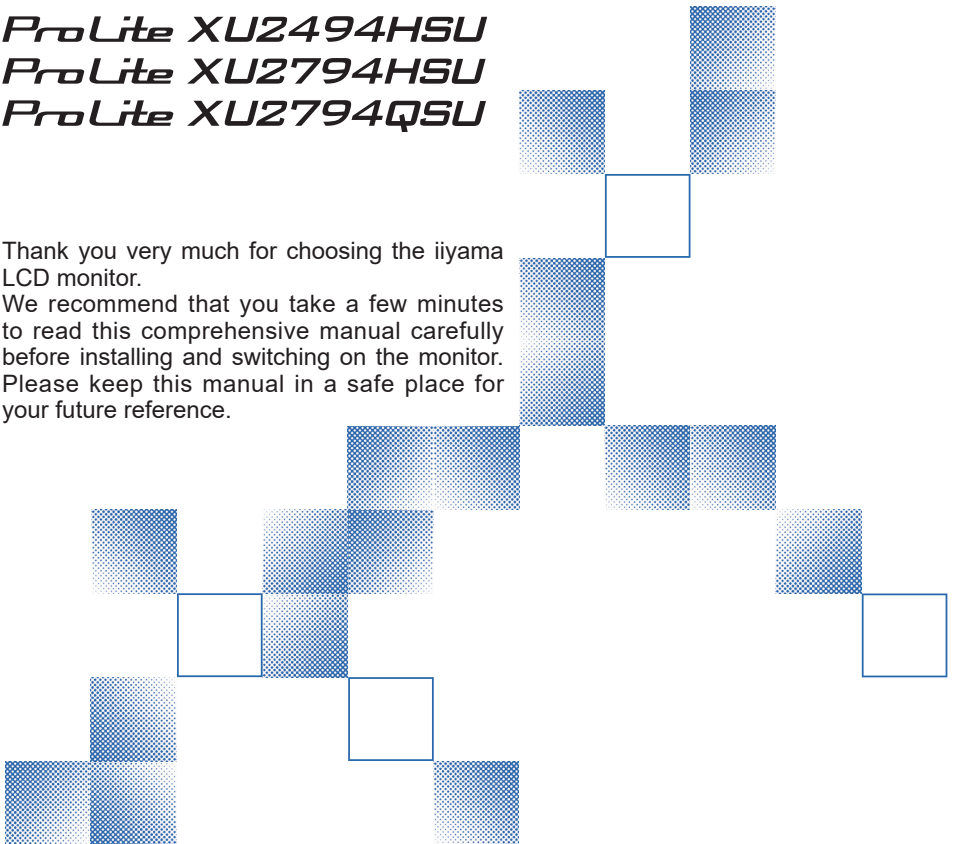 ProLite XU2494HSU
ProLite XU2794HSU
ProLite XU2794QSU
Thank you very much for choosing the iiyama
LCD monitor.
We recommend that you take a few minutes
to read this comprehensive manual carefully
before installing and switching on the monitor.
Please keep this manual in a safe place for
your future reference.